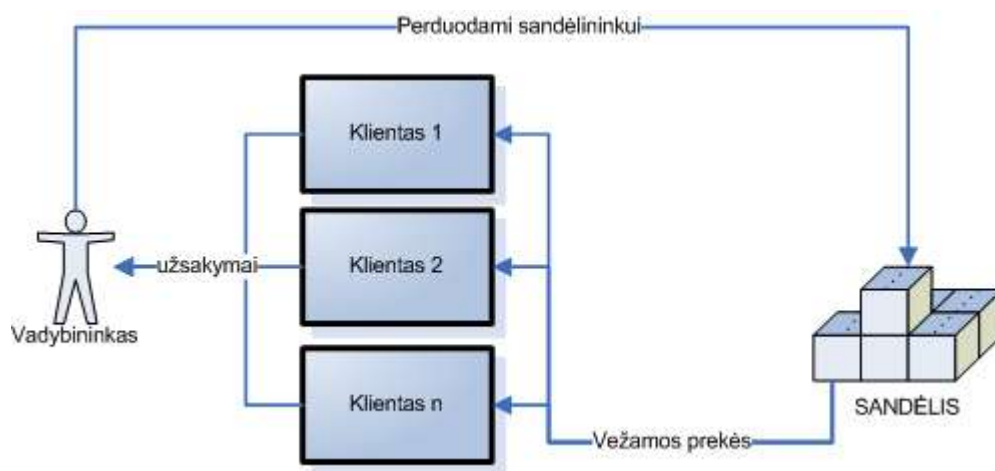 Perduodami sandėlininkui
Klientas 1
užsakymai
Klientas 2
Vadybininkas
Klientas n
SANDĖLIS
Vežamos prekės